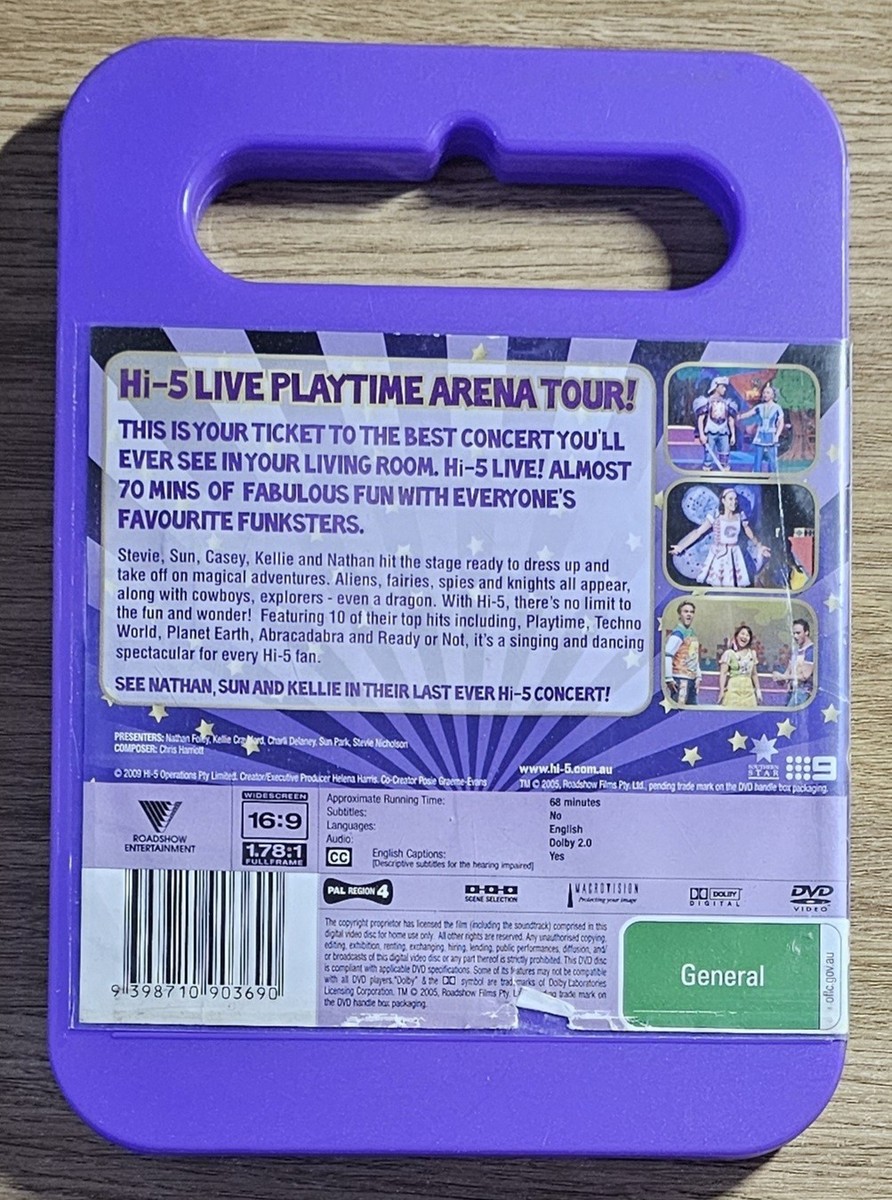 Hi-5 LIVE PLAYTIME ARENA TOUR!
THIS IS YOUR TICKET TO THE BEST CONCERT YOU'LL
EVER SEE IN YOUR LIVING ROOM. Hi-5 LIVE! ALMOST
70 MINS OF FABULOUS FUN WITH EVERYONE'S
FAVOURITE FUNKSTERS.
Stevie, Sun, Casey, Kellie and Nathan hit the stage ready to dress up and
take off on magical adventures. Aliens, fairies, spies and knights all appear,
along with cowboys, explorers - even a dragon. With Hi-5, there's no limit to
the fun and wonder! Featuring 10 of their top hits including, Playtime, Techno
World, Planet Earth, Abracadabra and Ready or Not, it's a singing and dancing
spectacular for every Hi-5 fan.
SEE NATHAN, SUN AND KELLIE IN THEIR LAST EVER Hi-5 CONCERT!
PRESENTERS: Nathan Foley, Kellie Crawford, Charli Delaney, Sun Park, Stevie Nicholson
COMPOSER: Chris Harriott
www.hi-5.com.au
SOUTHERN
STAR
9
© 2009 Hi-5 Operations Pty Limited. Creator/Executive Producer Helena Harris. Co-Creator Posie Graeme-Evans
TM © 2005, Roadshow Films Pty. Ltd., pending trade mark on the DVD handle box packaging.
ROADSHOW
ENTERTAINMENT
WIDESCREEN
16:9
1.78:1
FULLFRAME
Approximate Running Time: 68 minutes
Subtitles: No
Languages: English
Audio: Dolby 2.0
CC English Captions: Yes
[Descriptive subtitles for the hearing impaired]
PAL REGION 4
SCENE SELECTION
MACROVISION
Protecting your image
DOLBY
DIGITAL
DVD
VIDEO
The copyright proprietor has licensed the film (including the soundtrack) comprised in this
digital video disc for home use only. All other rights are reserved. Any unauthorised copying,
editing, exhibition, renting, exchanging, hiring, lending, public performances, diffusion, and/
or broadcasts of this digital video disc or any part thereof is strictly prohibited. This DVD disc
is compliant with applicable DVD specifications. Some of its features may not be compatible
with all DVD players. "Dolby" & the symbol are trademarks of Dolby Laboratories
Licensing Corporation. TM © 2005, Roadshow Films Pty. trade mark on
the DVD handle box packaging.
General
oflc.gov.au
9 398710 903690